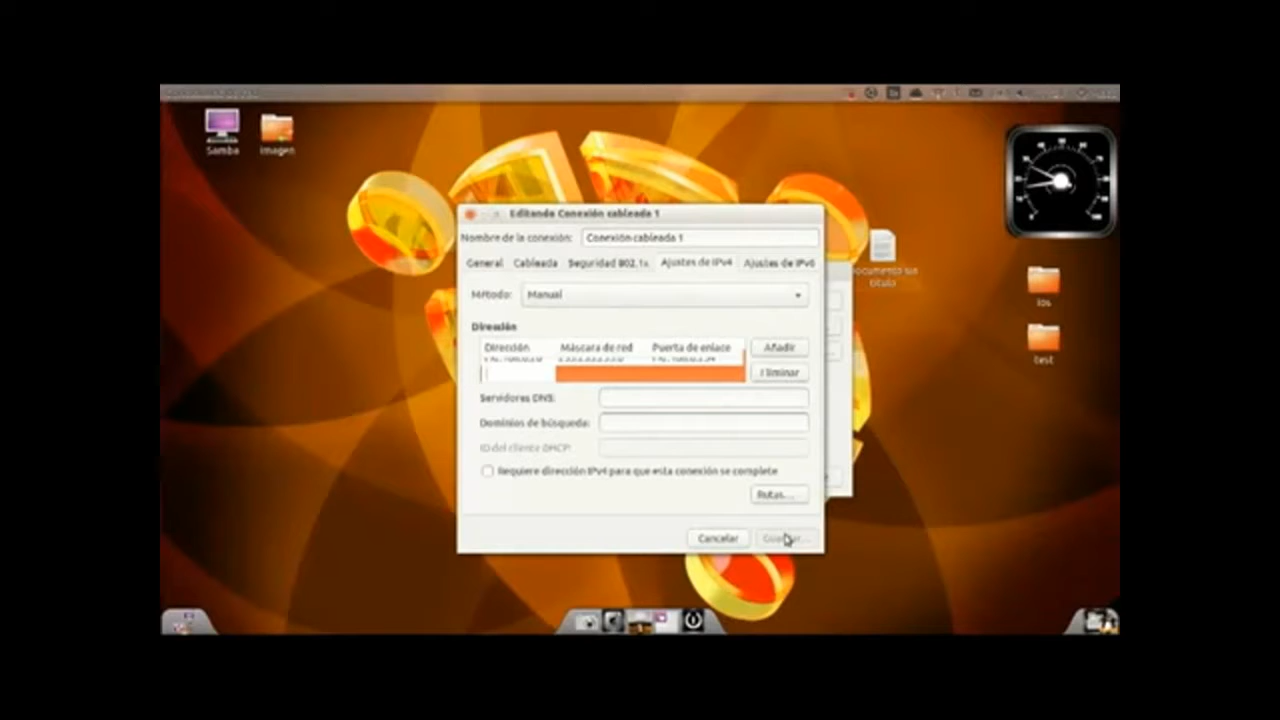 Samba
imagen
Editando Conexión cableada 1
Nombre de la conexión: Conexión cableada 1
General Cableada Seguridad 802.1x Ajustes de IPv4 Ajustes de IPv6
Método: Manual
Dirección
Dirección Máscara de red Puerta de enlace Añadir
Eliminar
Servidores DNS:
Dominios de búsqueda:
ID del cliente DHCP:
Requiere dirección IPv4 para que esta conexión se complete
Rutas...
Cancelar
documento sin
título
ios
test